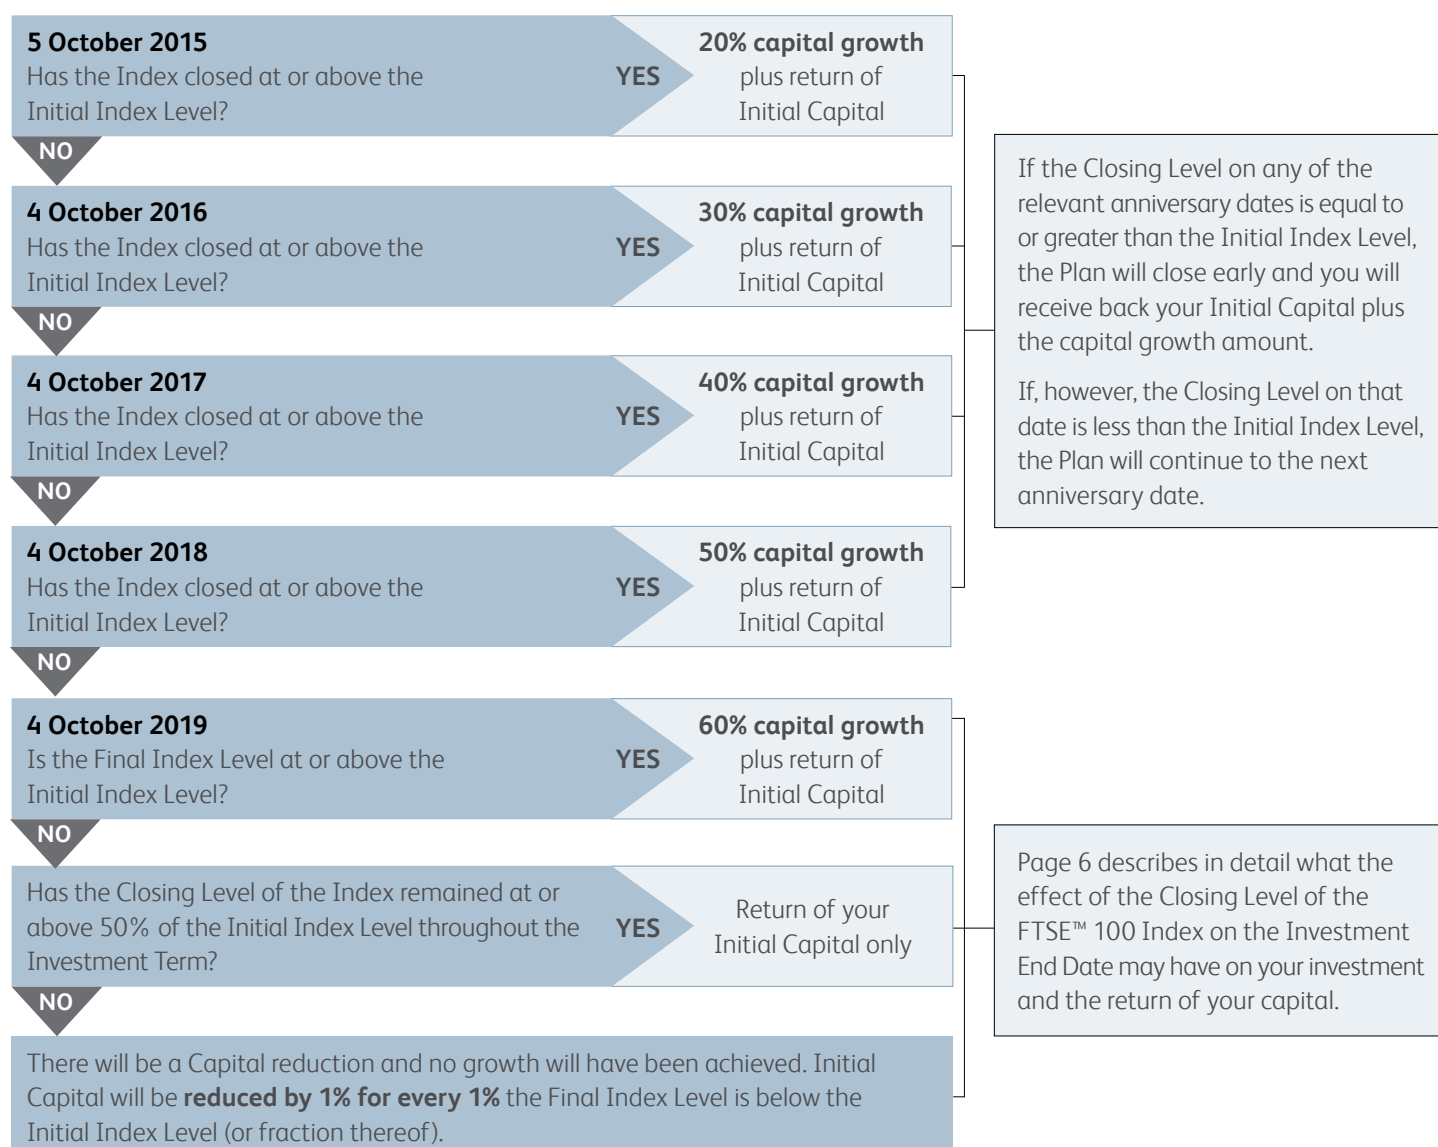 5 October 2015
Has the Index closed at or above the
Initial Index Level?
YES
20% capital growth
plus return of
Initial Capital
NO
4 October 2016
Has the Index closed at or above the
Initial Index Level?
YES
30% capital growth
plus return of
Initial Capital
NO
4 October 2017
Has the Index closed at or above the
Initial Index Level?
YES
40% capital growth
plus return of
Initial Capital
NO
4 October 2018
Has the Index closed at or above the
Initial Index Level?
YES
50% capital growth
plus return of
Initial Capital
NO
If the Closing Level on any of the
relevant anniversary dates is equal to
or greater than the Initial Index Level,
the Plan will close early and you will
receive back your Initial Capital plus
the capital growth amount.
If, however, the Closing Level on that
date is less than the Initial Index Level,
the Plan will continue to the next
anniversary date.
4 October 2019
Is the Final Index Level at or above the
Initial Index Level?
YES
60% capital growth
plus return of
Initial Capital
NO
Has the Closing Level of the Index remained at or
above 50% of the Initial Index Level throughout the
Investment Term?
YES
Return of your
Initial Capital only
NO
There will be a Capital reduction and no growth will have been achieved. Initial
Capital will be reduced by 1% for every 1% the Final Index Level is below the
Initial Index Level (or fraction thereof).
Page 6 describes in detail what the
effect of the Closing Level of the
FTSE™ 100 Index on the Investment
End Date may have on your investment
and the return of your capital.